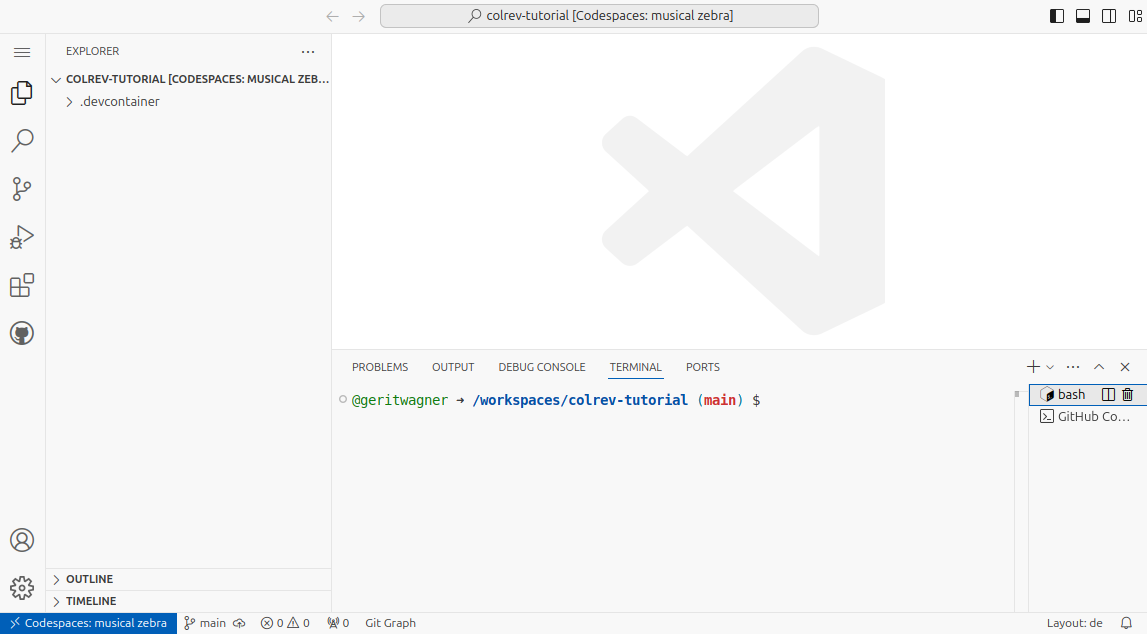 colrev-tutorial [Codespaces: musical zebra]
EXPLORER
COLREV-TUTORIAL [CODESPACES: MUSICAL ZEB...
.devcontainer
OUTLINE
TIMELINE
PROBLEMS OUTPUT DEBUG CONSOLE TERMINAL PORTS
@geritwagner ➜ /workspaces/colrev-tutorial (main) $
bash
GitHub Co...
Codespaces: musical zebra main 0 0 0 Git Graph Layout: de